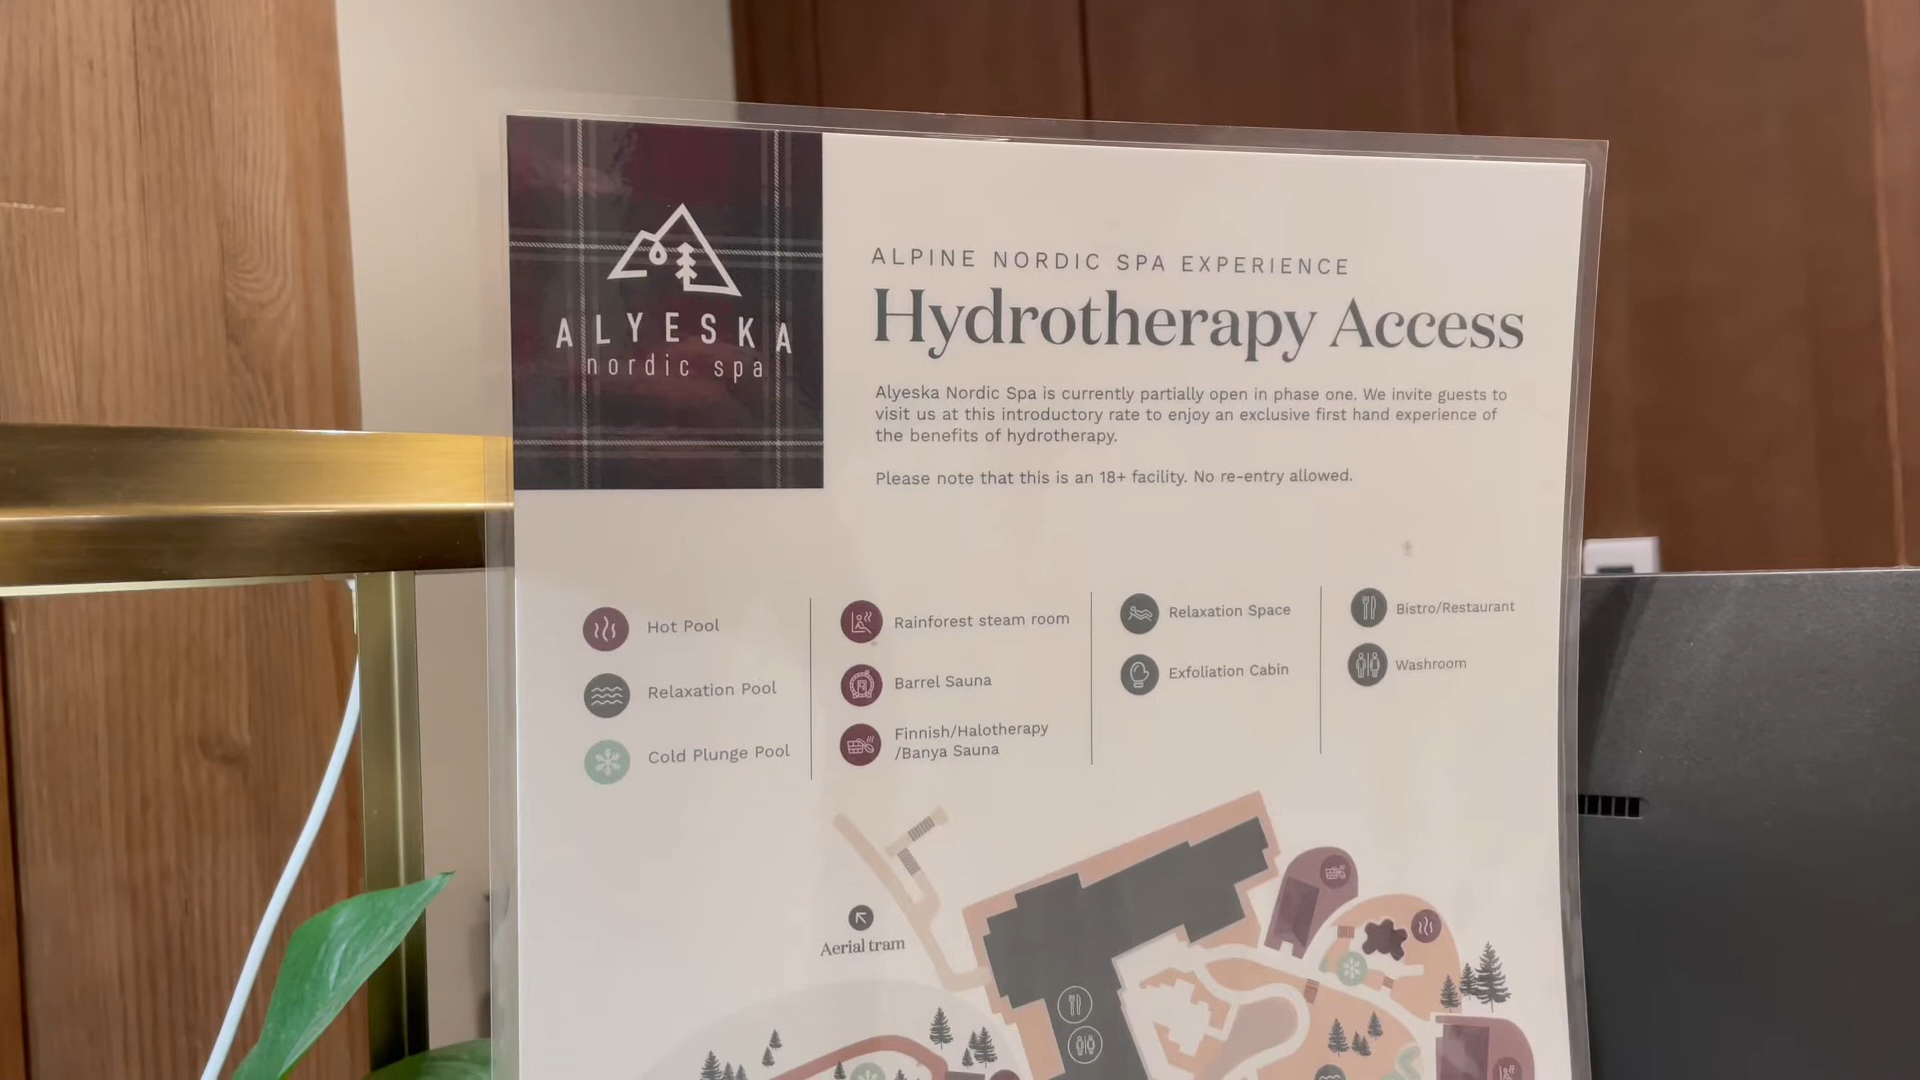 ALYESKA
nordic spa
ALPINE NORDIC SPA EXPERIENCE
Hydrotherapy Access
Alyeska Nordic Spa is currently partially open in phase one. We invite guests to
visit us at this introductory rate to enjoy an exclusive first hand experience of
the benefits of hydrotherapy.
Please note that this is an 18+ facility. No re-entry allowed.
Hot Pool
Relaxation Pool
Cold Plunge Pool
Rainforest steam room
Barrel Sauna
Finnish/Halotherapy
/Banya Sauna
Relaxation Space
Exfoliation Cabin
Bistro/Restaurant
Washroom
Aerial tram